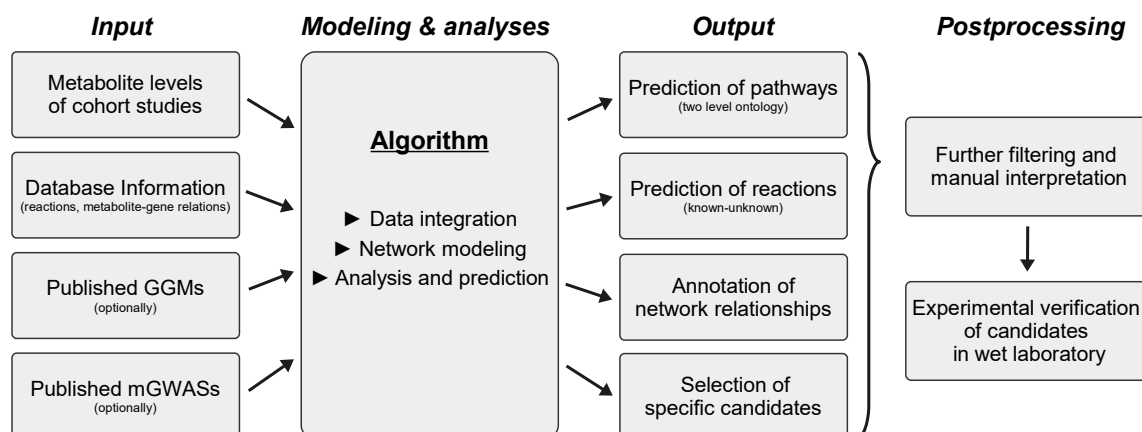 Input
Metabolite levels
of cohort studies
Database Information
(reactions, metabolite-gene relations)
Published GGMs
(optionally)
Published mGWASs
(optionally)
Modeling & analyses
Algorithm
► Data integration
► Network modeling
► Analysis and prediction
Output
Prediction of pathways
(two level ontology)
Prediction of reactions
(known-unknown)
Annotation of
network relationships
Selection of
specific candidates
Postprocessing
Further filtering and
manual interpretation
Experimental verification
of candidates
in wet laboratory